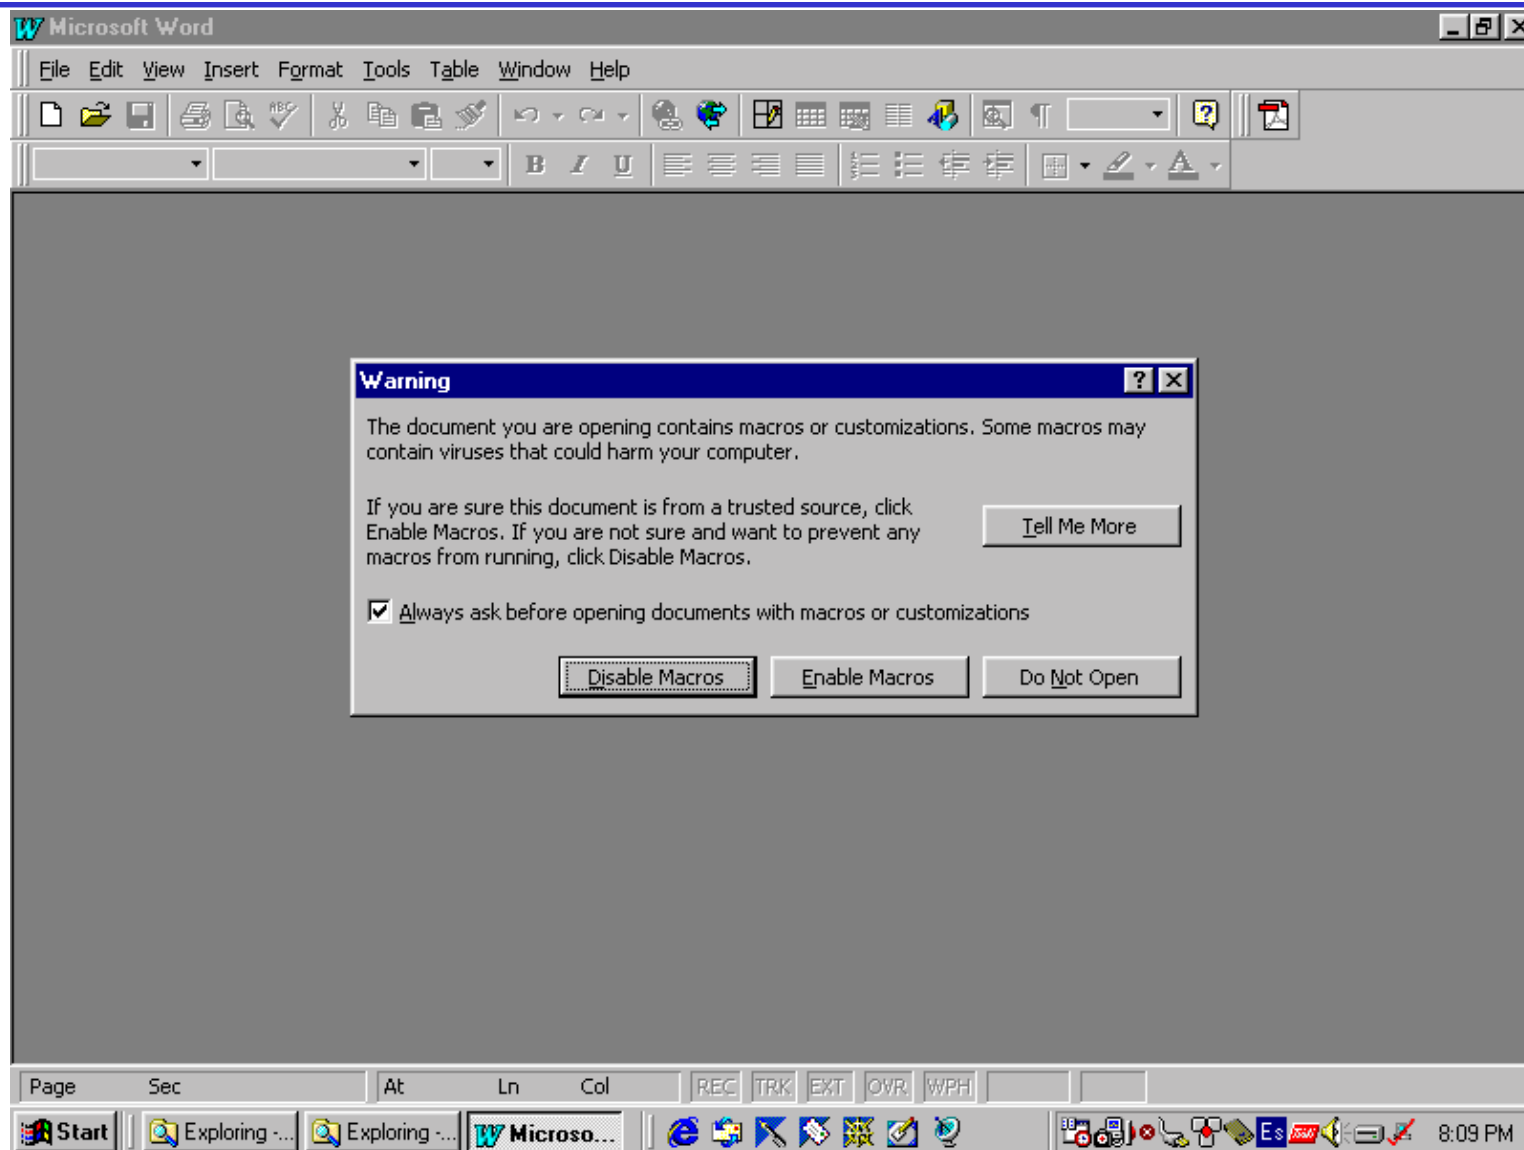 Microsoft Word
File Edit View Insert Format Tools Table Window Help
ABC
B I U
A
Warning
The document you are opening contains macros or customizations. Some macros may
contain viruses that could harm your computer.
If you are sure this document is from a trusted source, click
Enable Macros. If you are not sure and want to prevent any
macros from running, click Disable Macros.
Tell Me More
Always ask before opening documents with macros or customizations
Disable Macros Enable Macros Do Not Open
Page Sec At Ln Col REC TRK EXT OVR WPH
Start Exploring -... Exploring -... Microso... Es 8:09 PM